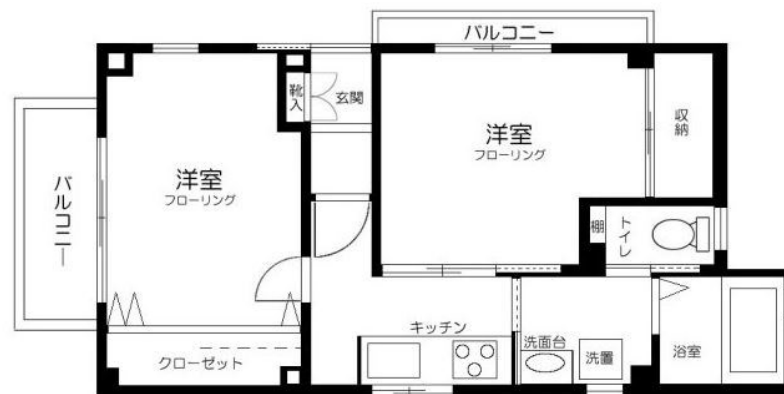 バルコニー
靴入
玄関
収納
洋室
フローリング
洋室
フローリング
バルコニー
棚
トイレ
キッチン
洗面台
洗置
浴室
クローゼット